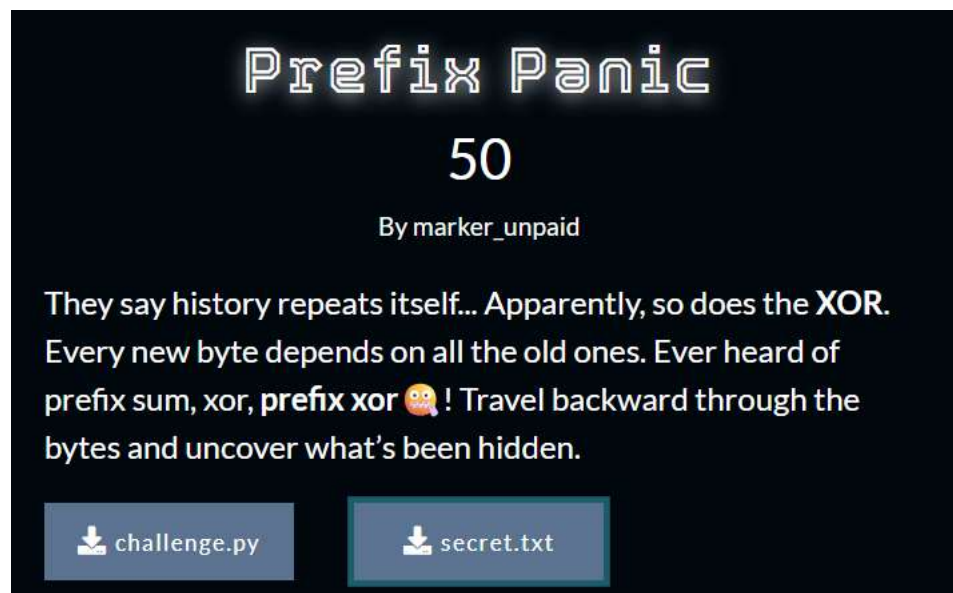 Prefix Panic
50
By marker_unpaid
They say history repeats itself... Apparently, so does the XOR.
Every new byte depends on all the old ones. Ever heard of
prefix sum, xor, prefix xor 🤐! Travel backward through the
bytes and uncover what's been hidden.
challenge.py
secret.txt